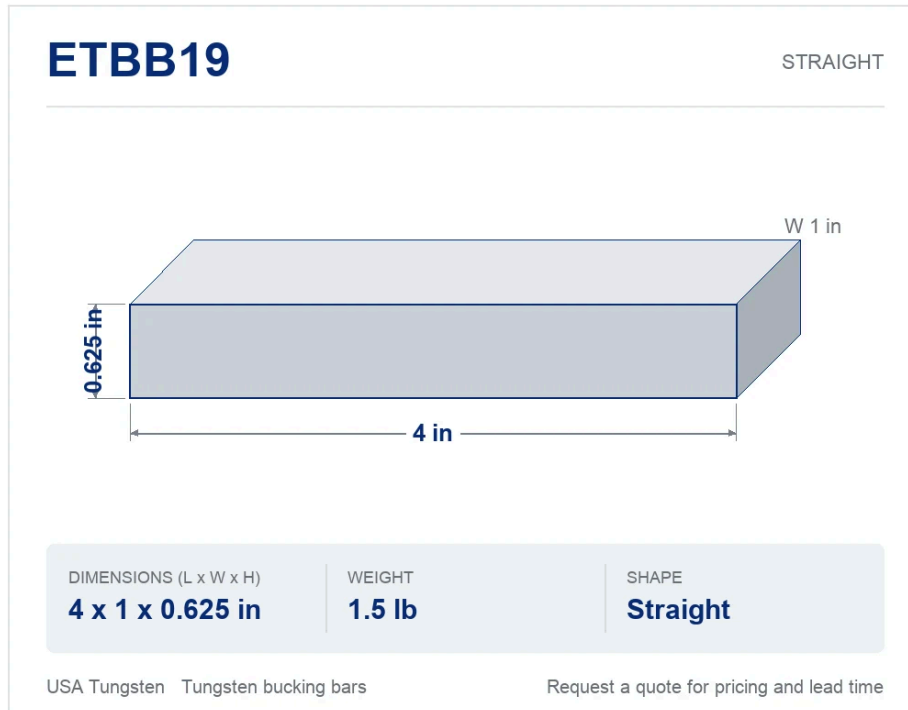 ETBB19
STRAIGHT
W 1 in
0.625 in
4 in
DIMENSIONS (L x W x H)
4 x 1 x 0.625 in
WEIGHT
1.5 lb
SHAPE
Straight
USA Tungsten Tungsten bucking bars
Request a quote for pricing and lead time